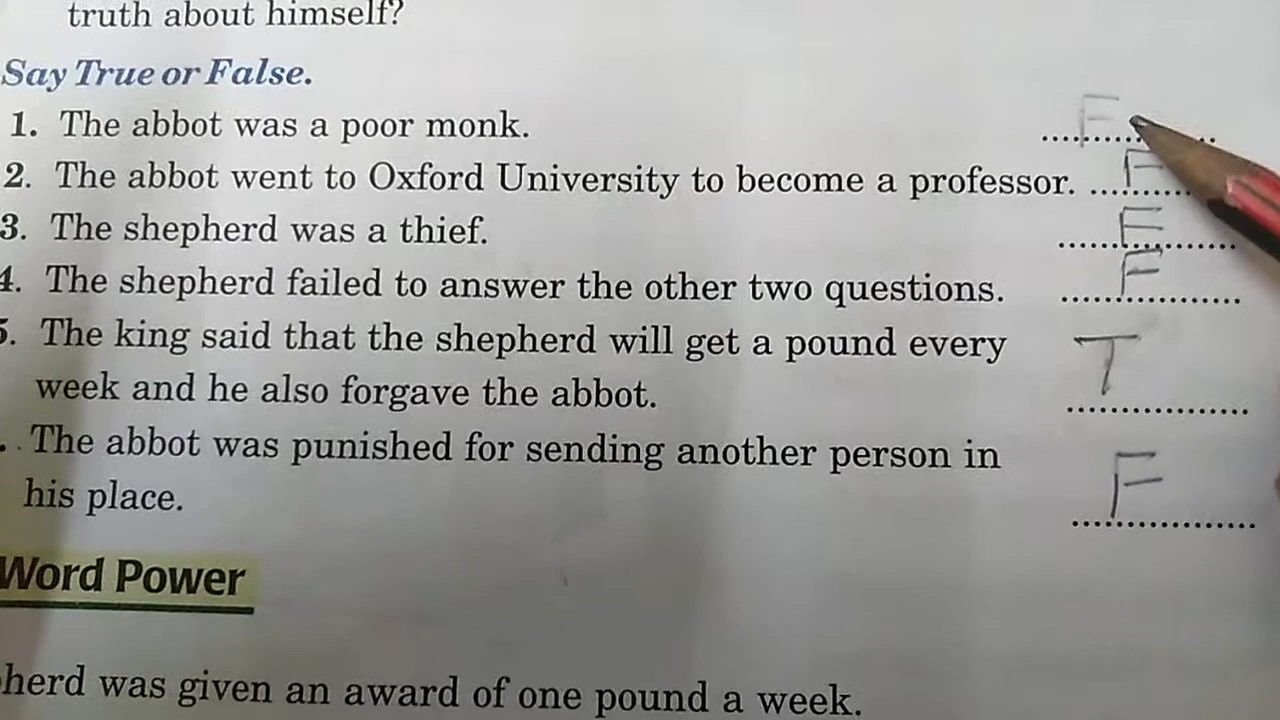 truth about himself?
Say True or False.
1. The abbot was a poor monk. F
2. The abbot went to Oxford University to become a professor. F
3. The shepherd was a thief. F
4. The shepherd failed to answer the other two questions. F
5. The king said that the shepherd will get a pound every
week and he also forgave the abbot. T
. The abbot was punished for sending another person in
his place. F
Word Power
herd was given an award of one pound a week.